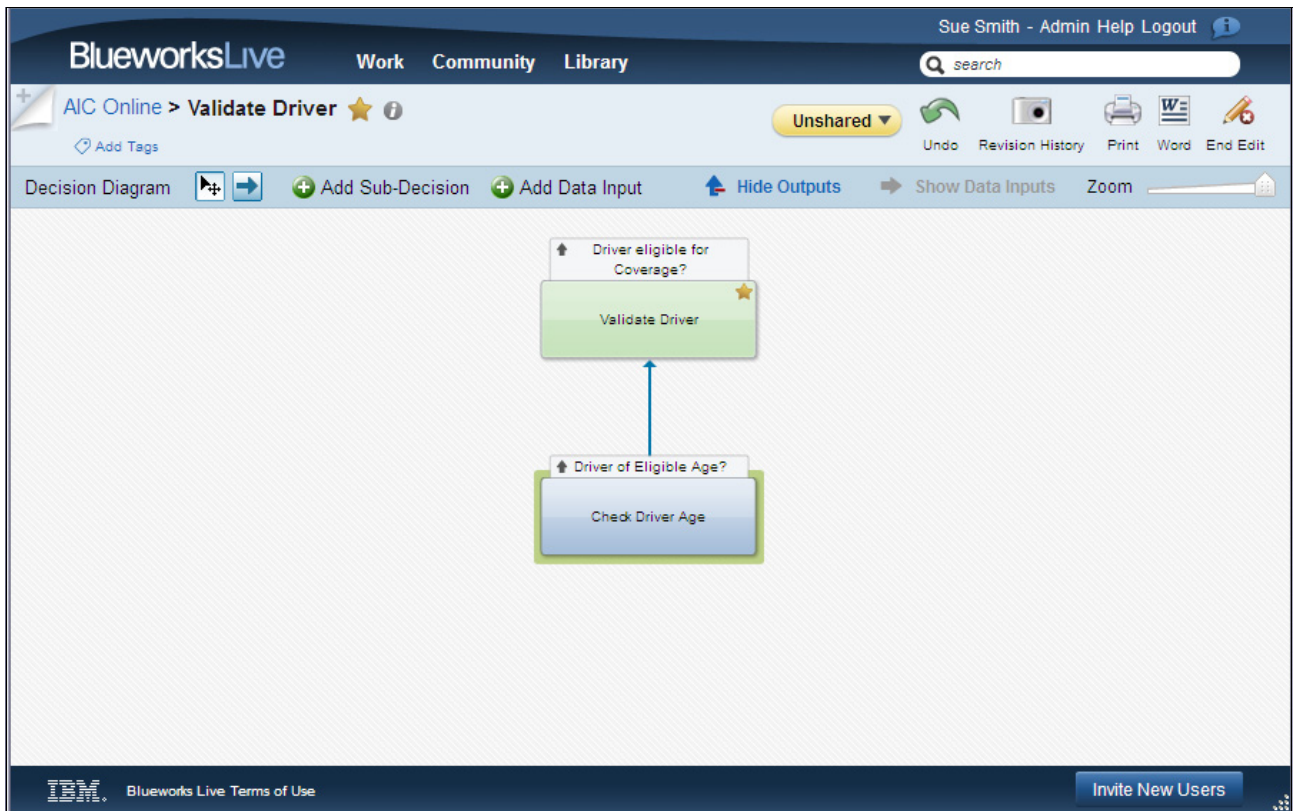 Sue Smith - Admin Help Logout
BlueworksLive Work Community Library search
AIC Online > Validate Driver
Unshared
Add Tags
Undo Revision History Print Word End Edit
Decision Diagram Add Sub-Decision Add Data Input Hide Outputs Show Data Inputs Zoom
Driver eligible for
Coverage?
Validate Driver
Driver of Eligible Age?
Check Driver Age
IBM. Blueworks Live Terms of Use Invite New Users